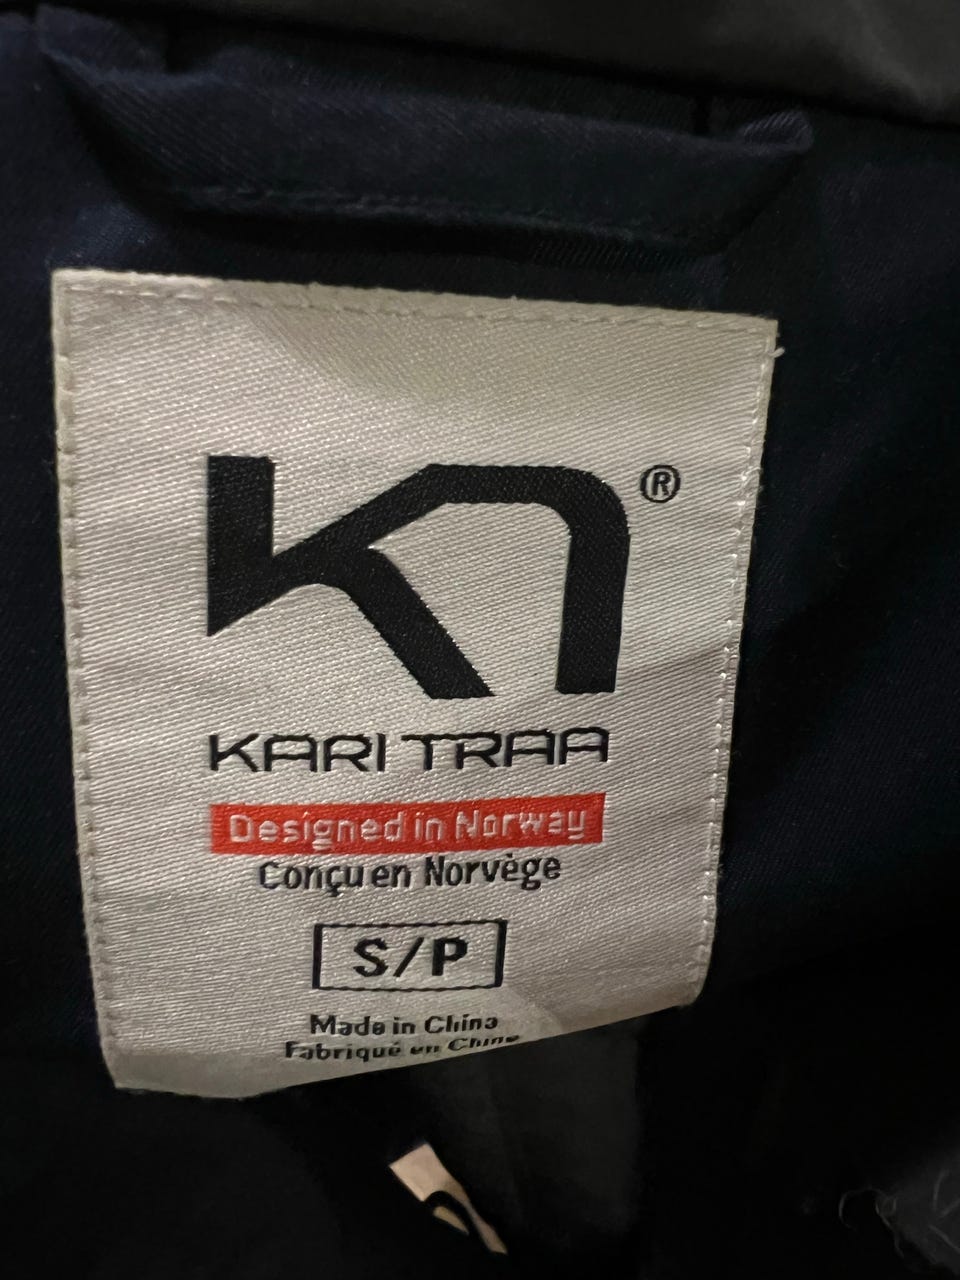 ®
KARI TRAA
Designed in Norway
Conçu en Norvège
S/P
Made in China
Fabriqué en Chine